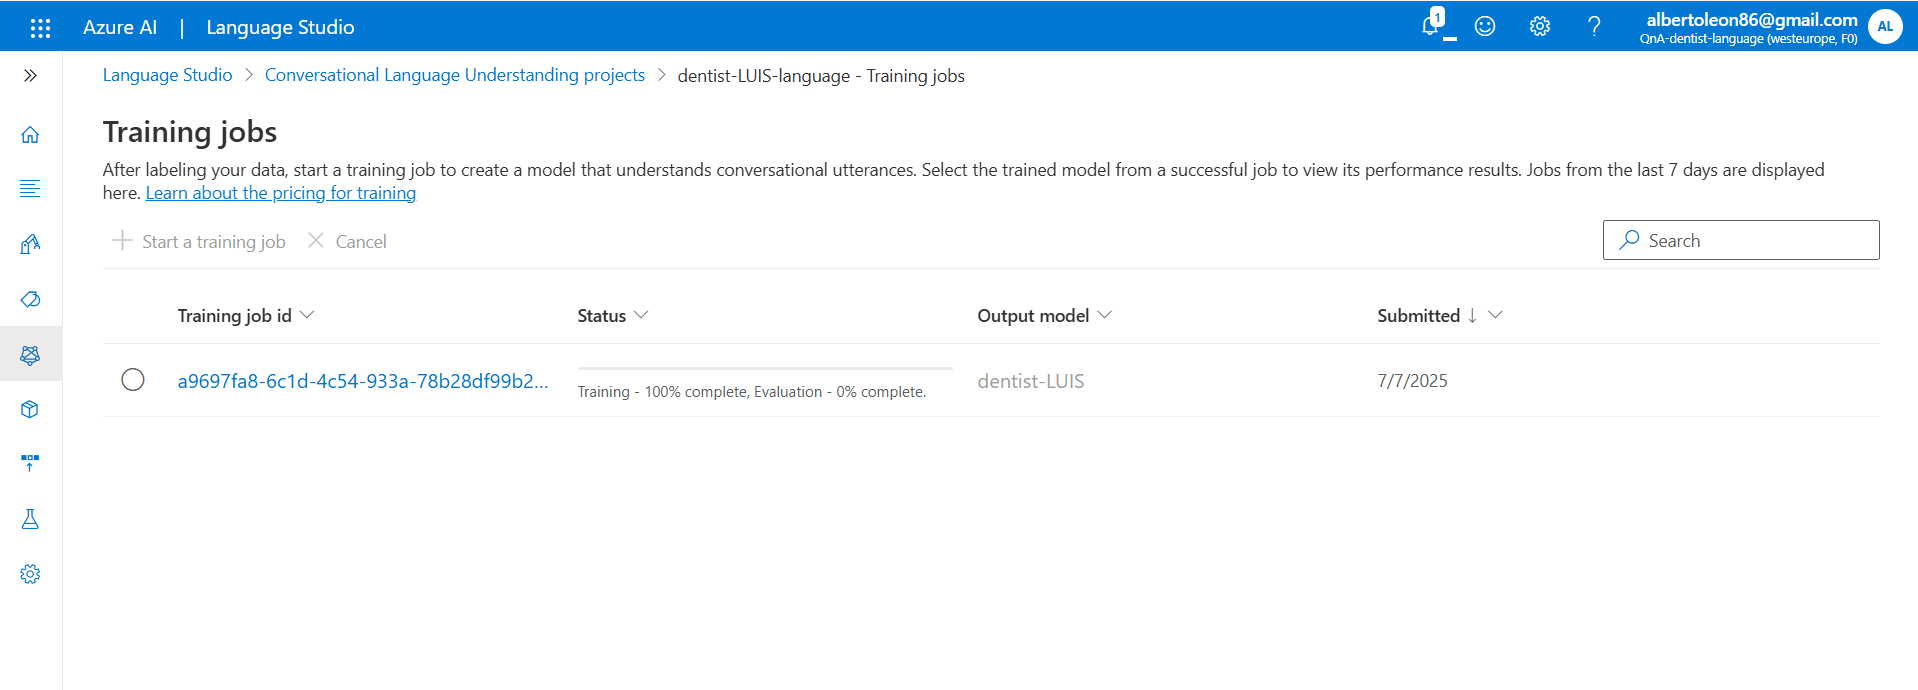 Azure AI | Language Studio
1
albertoleon86@gmail.com
QnA-dentist-language (westeurope, F0)
AL
Language Studio > Conversational Language Understanding projects > dentist-LUIS-language - Training jobs
Training jobs
After labeling your data, start a training job to create a model that understands conversational utterances. Select the trained model from a successful job to view its performance results. Jobs from the last 7 days are displayed
here. Learn about the pricing for training
Start a training job Cancel
Search
Training job id Status Output model Submitted ↓
a9697fa8-6c1d-4c54-933a-78b28df99b2... Training - 100% complete, Evaluation - 0% complete. dentist-LUIS 7/7/2025